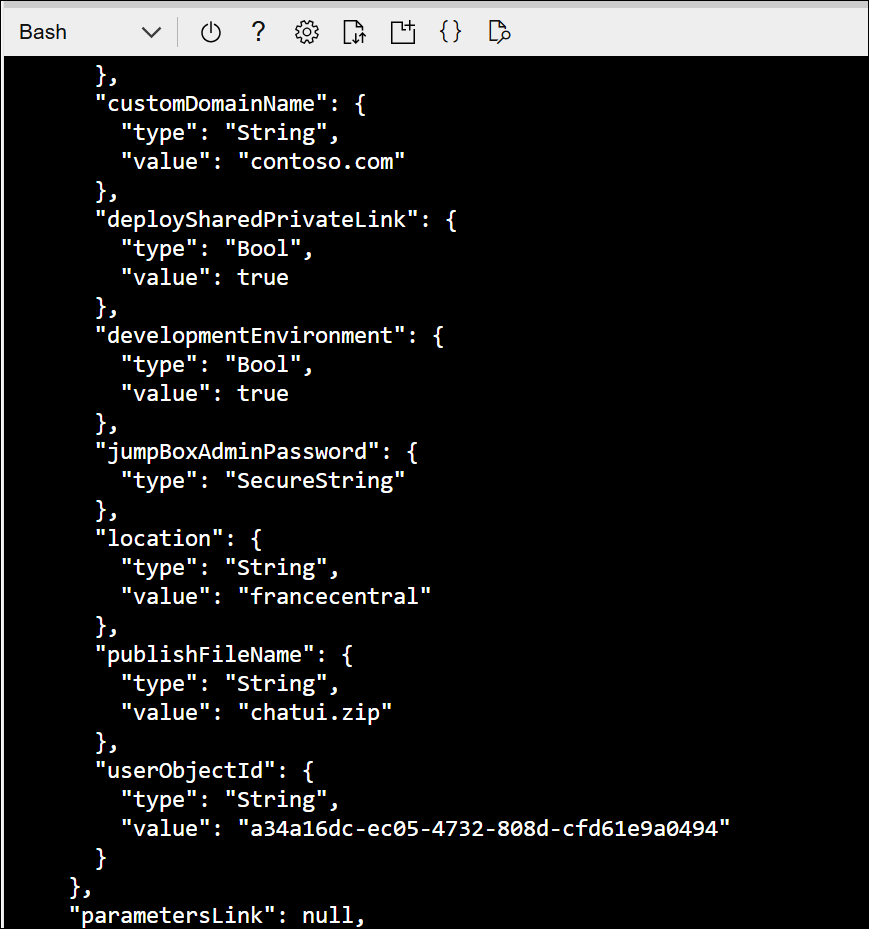 Bash
},
"customDomainName": {
"type": "String",
"value": "contoso.com"
},
"deploySharedPrivateLink": {
"type": "Bool",
"value": true
},
"developmentEnvironment": {
"type": "Bool",
"value": true
},
"jumpBoxAdminPassword": {
"type": "SecureString"
},
"location": {
"type": "String",
"value": "francecentral"
},
"publishFileName": {
"type": "String",
"value": "chatui.zip"
},
"userObjectId": {
"type": "String",
"value": "a34a16dc-ec05-4732-808d-cfd61e9a0494"
}
},
"parametersLink": null,